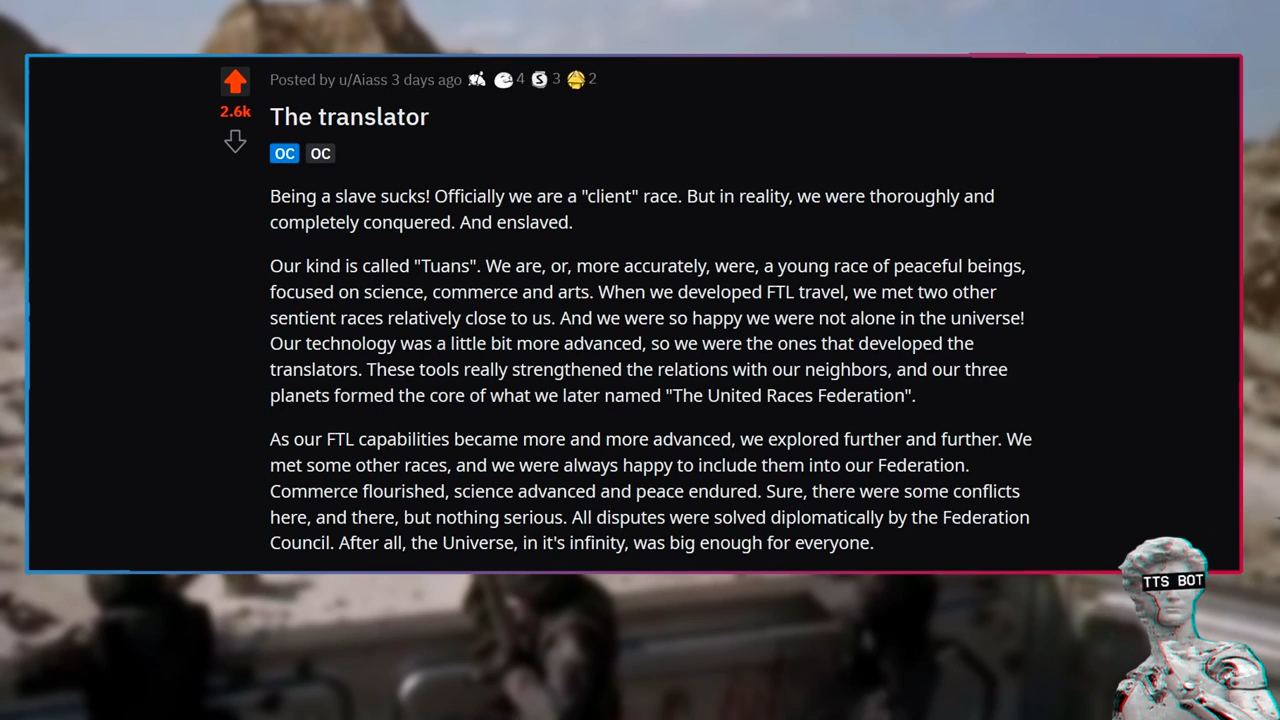 Posted by u/Aiass 3 days ago 4 3 2
2.6k
The translator
OC OC
Being a slave sucks! Officially we are a "client" race. But in reality, we were thoroughly and
completely conquered. And enslaved.
Our kind is called "Tuans". We are, or, more accurately, were, a young race of peaceful beings,
focused on science, commerce and arts. When we developed FTL travel, we met two other
sentient races relatively close to us. And we were so happy we were not alone in the universe!
Our technology was a little bit more advanced, so we were the ones that developed the
translators. These tools really strengthened the relations with our neighbors, and our three
planets formed the core of what we later named "The United Races Federation".
As our FTL capabilities became more and more advanced, we explored further and further. We
met some other races, and we were always happy to include them into our Federation.
Commerce flourished, science advanced and peace endured. Sure, there were some conflicts
here, and there, but nothing serious. All disputes were solved diplomatically by the Federation
Council. After all, the Universe, in it's infinity, was big enough for everyone.
TTS BOT